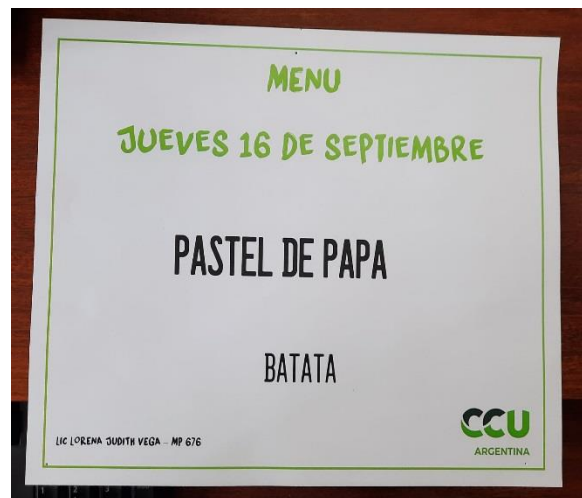 MENU
JUEVES 16 DE SEPTIEMBRE
PASTEL DE PAPA
BATATA
LIC LORENA JUDITH VEGA - MP 676
CCU
ARGENTINA